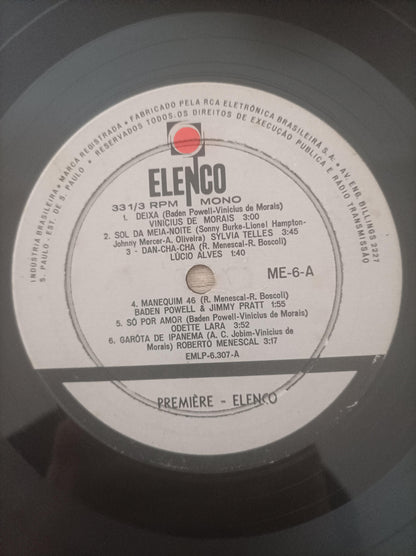 INDÚSTRIA BRASILEIRA • MARCA REGISTRADA • FABRICADO PELA RCA ELETRÔNICA BRASILEIRA S.A. • AV. ENG. BILLINGS 2227
S. PAULO - EST. DE S. PAULO • RESERVADOS TODOS OS DIREITOS DE EXECUÇÃO PUBLICA E RADIO TRANSMISSÃO
ELENCO
33 1/3 RPM MONO
1. DEIXA (Baden Powell-Vinicius de Morais)
VINICIUS DE MORAIS 3:00
2. SOL DA MEIA-NOITE (Sonny Burke-Lionel Hampton-
Johnny Mercer-A. Oliveira) SYLVIA TELLES 3:45
3 - DAN-CHA-CHA (R. Menescal-R. Boscoli)
LÚCIO ALVES 1:40
ME-6-A
4. MANEQUIM 46 (R. Menescal-R. Boscoli)
BADEN POWELL & JIMMY PRATT 1:55
5. SÓ POR AMOR (Baden Powell-Vinicius de Morais)
ODETTE LARA 3:52
6. GARÔTA DE IPANEMA (A. C. Jobim-Vinicius de
Morais) ROBERTO MENESCAL 3:17
EMLP-6.307-A
PREMIÈRE - ELENCO